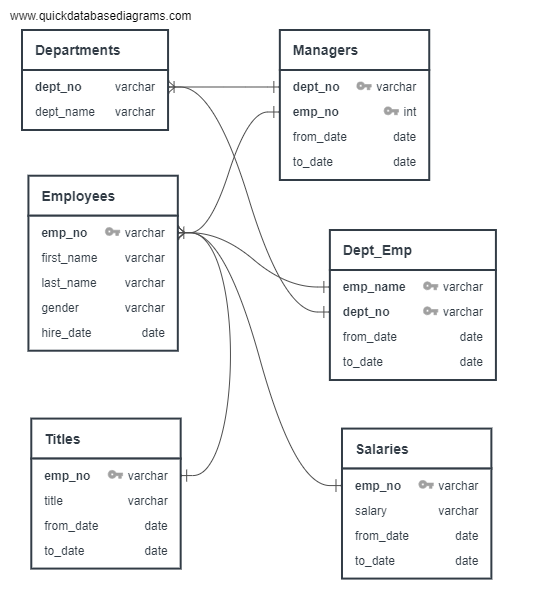 www.quickdatabasediagrams.com
Departments
dept_no varchar
dept_name varchar
Managers
dept_no varchar
emp_no int
from_date date
to_date date
Employees
emp_no varchar
first_name varchar
last_name varchar
gender varchar
hire_date date
Dept_Emp
emp_name varchar
dept_no varchar
from_date date
to_date date
Titles
emp_no varchar
title varchar
from_date date
to_date date
Salaries
emp_no varchar
salary varchar
from_date date
to_date date